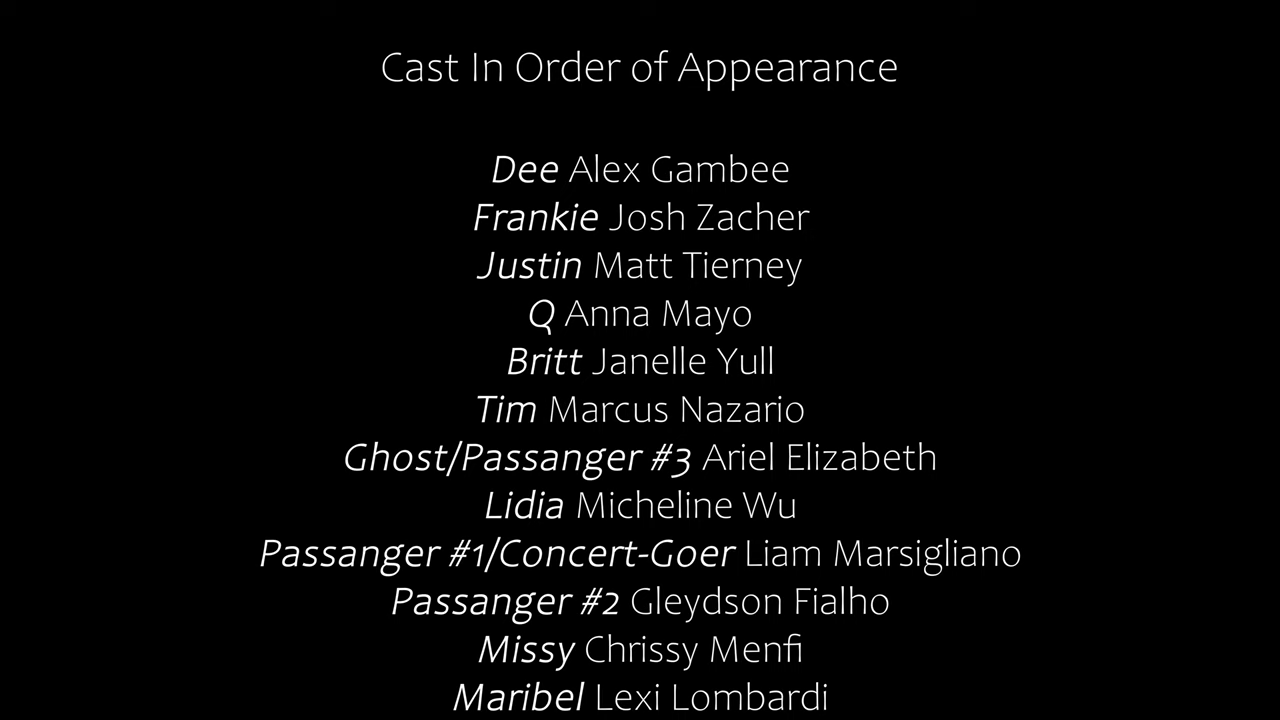 Cast In Order of Appearance
Dee Alex Gambee
Frankie Josh Zacher
Justin Matt Tierney
Q Anna Mayo
Britt Janelle Yull
Tim Marcus Nazario
Ghost/Passanger #3 Ariel Elizabeth
Lidia Micheline Wu
Passanger #1/Concert-Goer Liam Marsigliano
Passanger #2 Gleydson Fialho
Missy Chrissy Menfi
Maribel Lexi Lombardi